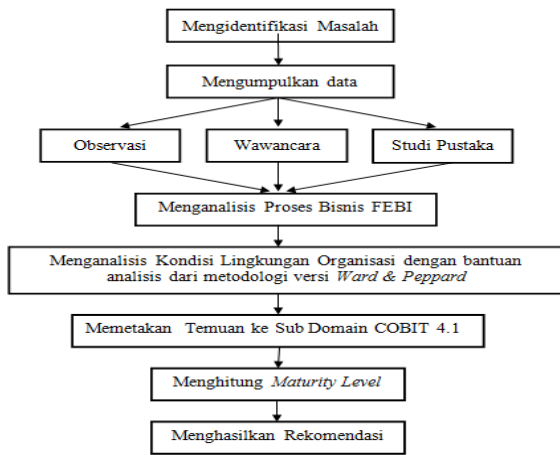 Mengidentifikasi Masalah
Mengumpulkan data
Observasi
Wawancara
Studi Pustaka
Menganalisis Proses Bisnis FEBI
Menganalisis Kondisi Lingkungan Organisasi dengan bantuan
analisis dari metodologi versi Ward & Peppard
Memetakan Temuan ke Sub Domain COBIT 4.1
Menghitung Maturity Level
Menghasilkan Rekomendasi